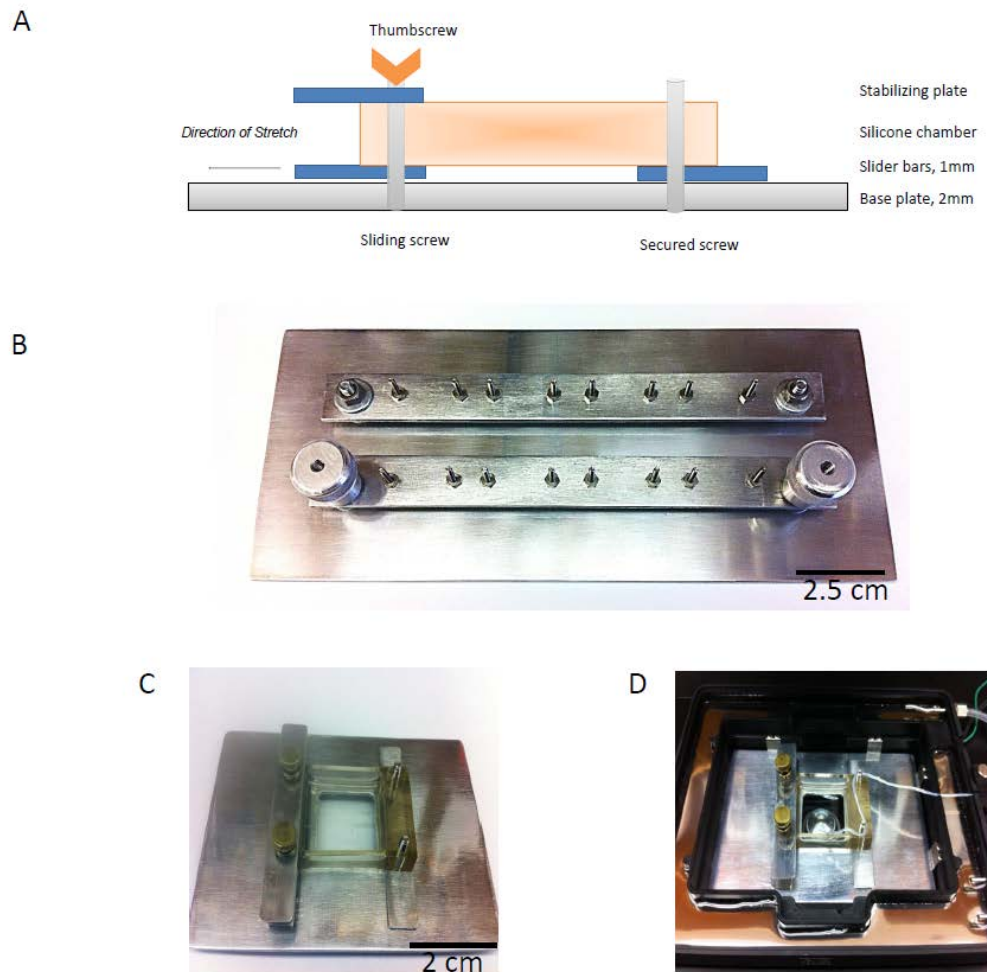 A
Thumbscrew
Stabilizing plate
Direction of Stretch
Silicone chamber
Slider bars, 1mm
Base plate, 2mm
Sliding screw
Secured screw
B
2.5 cm
C
D
2 cm